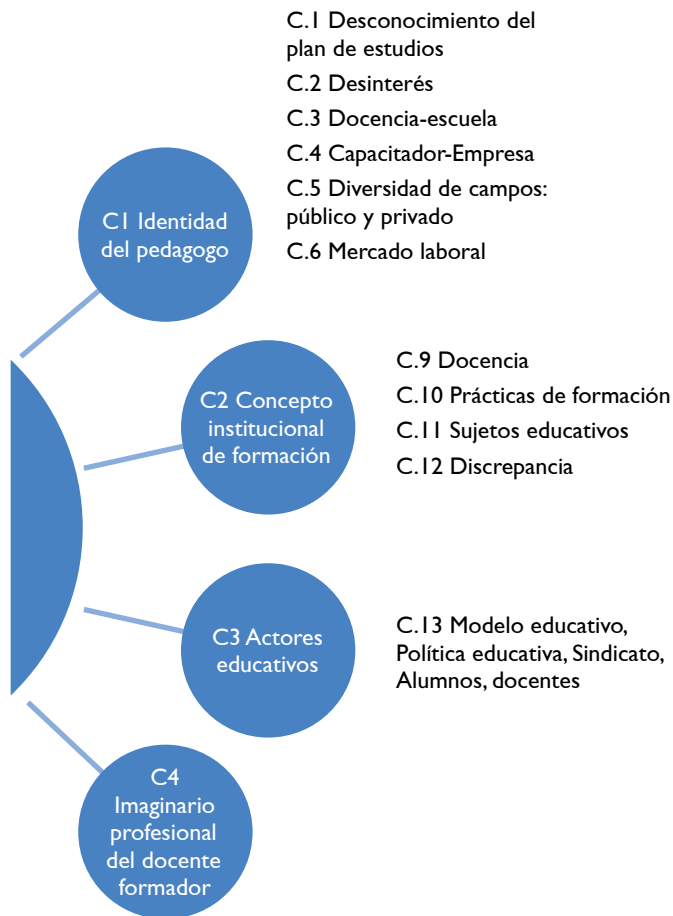 C.1 Desconocimiento del
plan de estudios
C.2 Desinterés
C.3 Docencia-escuela
C.4 Capacitador-Empresa
C.5 Diversidad de campos:
público y privado
C.6 Mercado laboral
C1 Identidad
del pedagogo
C2 Concepto
institucional
de formación
C.9 Docencia
C.10 Prácticas de formación
C.11 Sujetos educativos
C.12 Discrepancia
C3 Actores
educativos
C.13 Modelo educativo,
Política educativa, Sindicato,
Alumnos, docentes
C4
Imaginario
profesional
del docente
formador